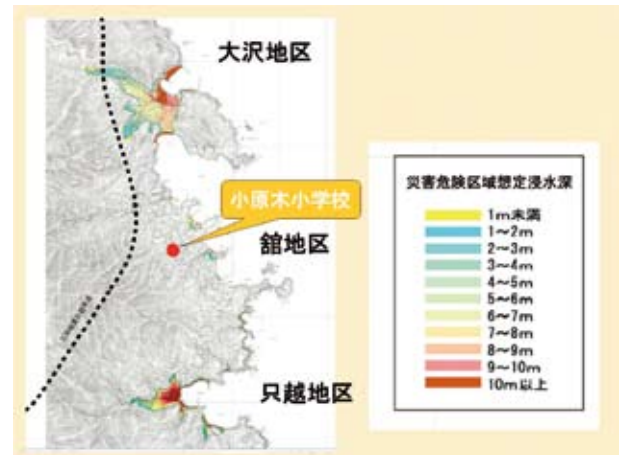 大沢地区
小原木小学校
舘地区
只越地区
災害危険区域想定浸水深
1m未満
1〜2m
2〜3m
3〜4m
4〜5m
5〜6m
6〜7m
7〜8m
8〜9m
9〜10m
10m以上